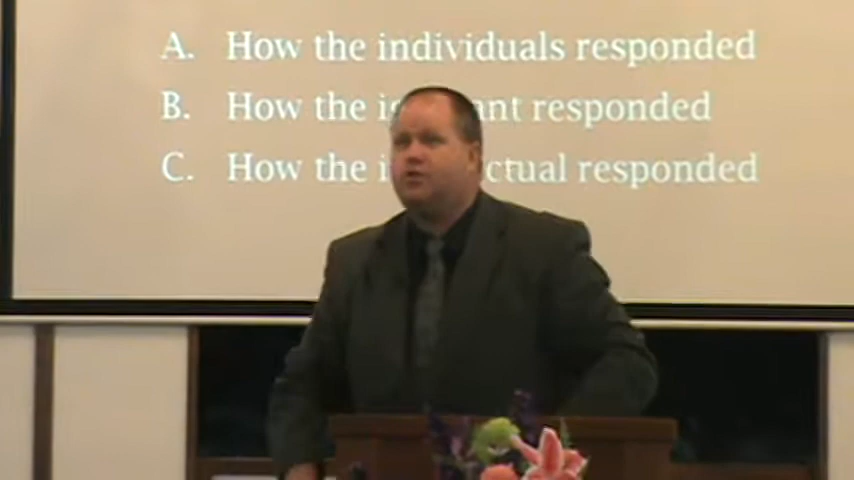 A. How the individuals responded
B. How the responded
C. How the responded